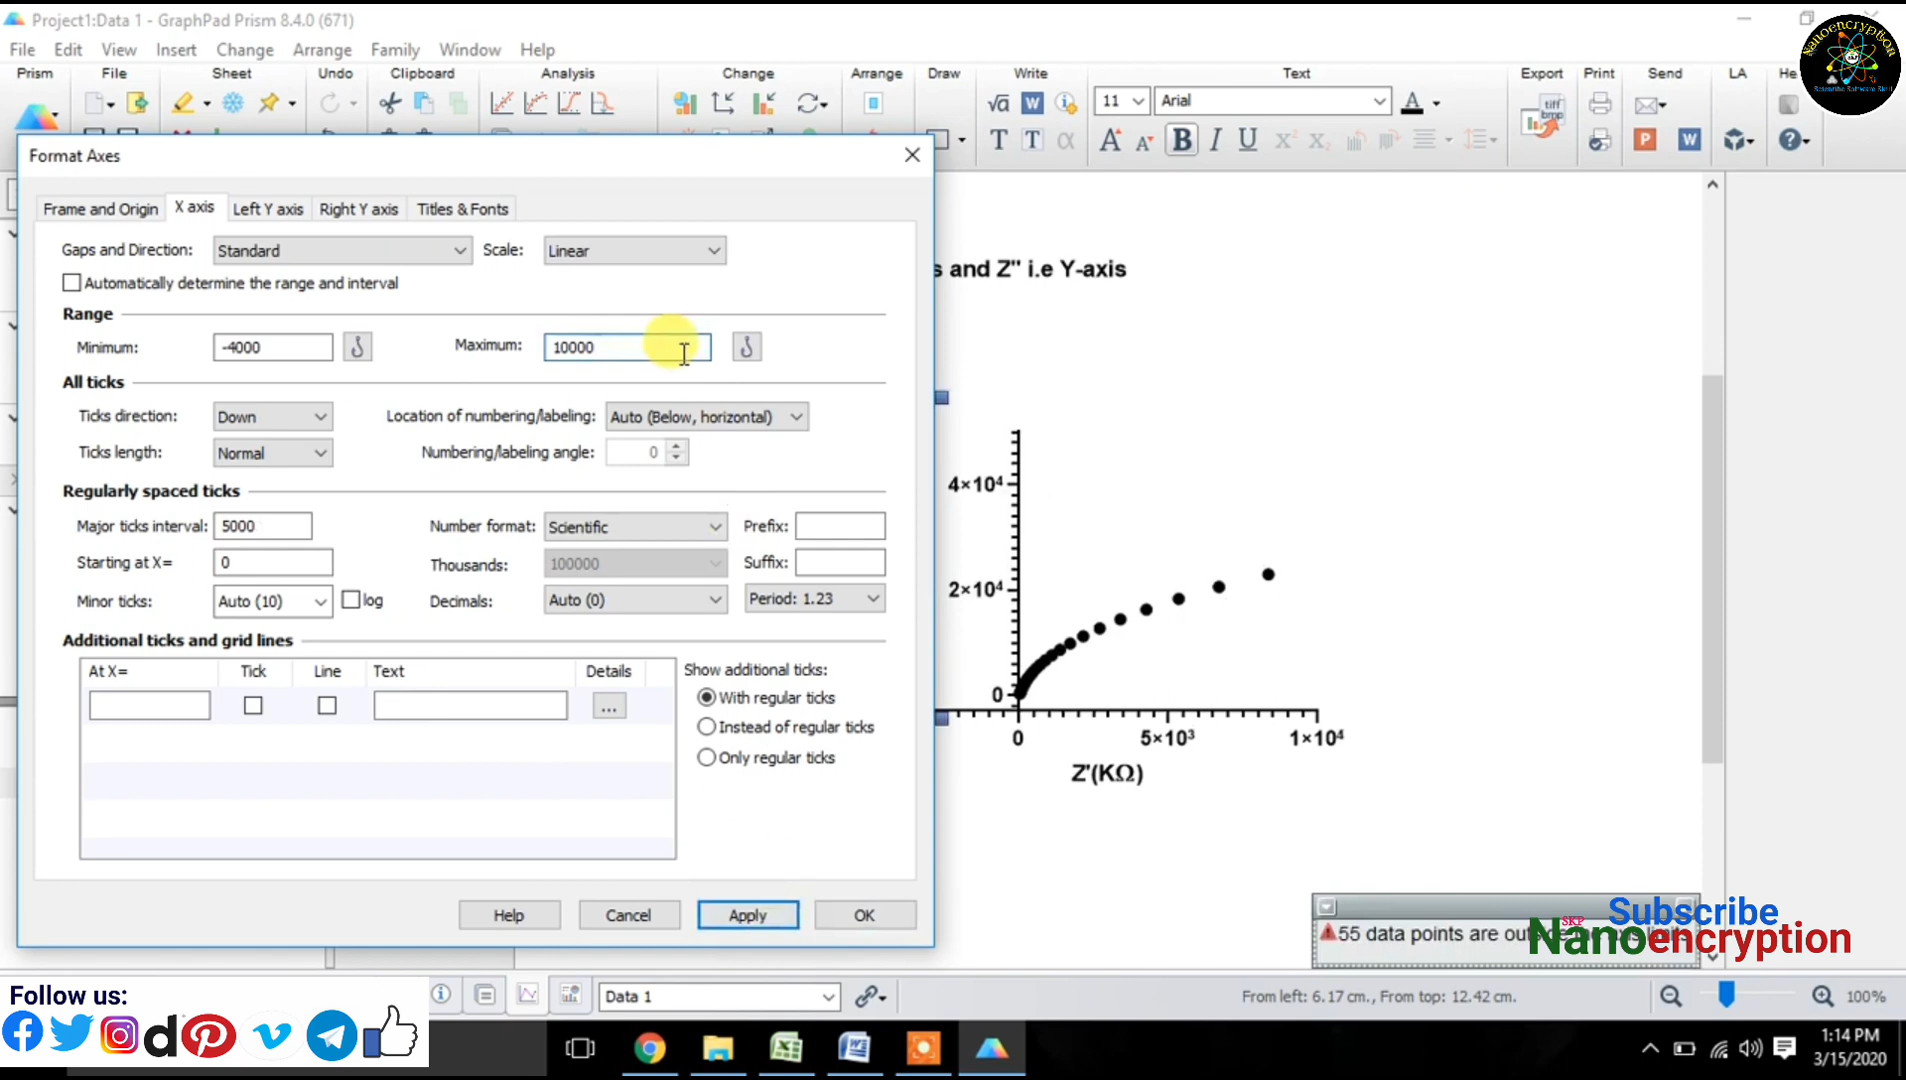 Project1:Data 1 - GraphPad Prism 8.4.0 (671)
File Edit View Insert Change Arrange Family Window Help
Prism File Sheet Undo Clipboard Analysis Change Arrange Draw Write Text Export Print Send LA He
11 Arial
Nanoencryption
Format Axes
Frame and Origin X axis Left Y axis Right Y axis Titles & Fonts
Gaps and Direction: Standard Scale: Linear
Automatically determine the range and interval
Range
Minimum: -4000 Maximum: 10000
All ticks
Ticks direction: Down Location of numbering/labeling: Auto (Below, horizontal)
Ticks length: Normal Numbering/labeling angle: 0
Regularly spaced ticks
Major ticks interval: 5000 Number format: Scientific Prefix:
Starting at X= 0 Thousands: 100000 Suffix:
Minor ticks: Auto (10) log Decimals: Auto (0) Period: 1.23
Additional ticks and grid lines
At X= Tick Line Text Details
...
Show additional ticks:
With regular ticks
Instead of regular ticks
Only regular ticks
Help Cancel Apply OK
s and Z" i.e Y-axis
4×10⁴
2×10⁴
0
0 5×10³ 1×10⁴
Z'(KΩ)
55 data points are outside the axis limits
Subscribe
SKP
Nanoencryption
Follow us:
Data 1
From left: 6.17 cm., From top: 12.42 cm.
100%
1:14 PM
3/15/2020